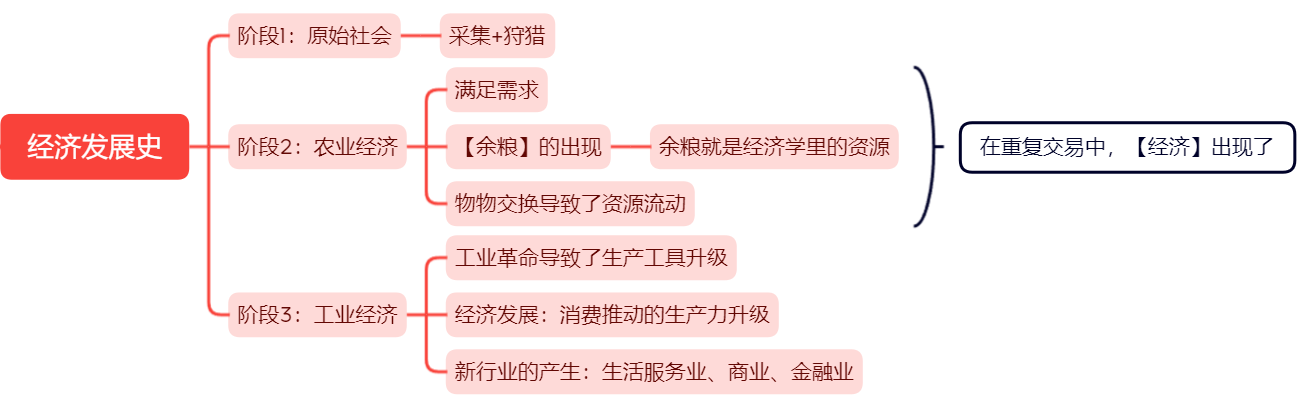 经济发展史
阶段1：原始社会
采集+狩猎
阶段2：农业经济
满足需求
【余粮】的出现
余粮就是经济学里的资源
物物交换导致了资源流动
在重复交易中，【经济】出现了
阶段3：工业经济
工业革命导致了生产工具升级
经济发展：消费推动的生产力升级
新行业的产生：生活服务业、商业、金融业